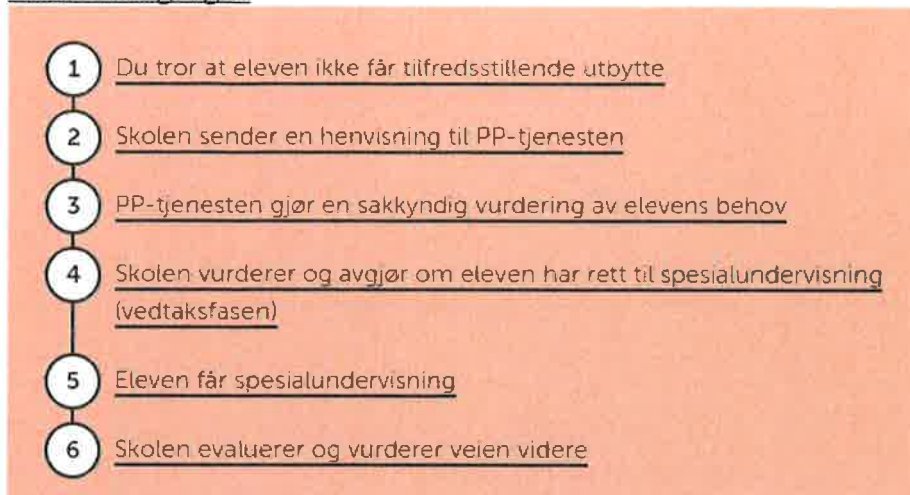 1 Du tror at eleven ikke får tilfredsstillende utbytte
2 Skolen sender en henvisning til PP-tjenesten
3 PP-tjenesten gjør en sakkyndig vurdering av elevens behov
4 Skolen vurderer og avgjør om eleven har rett til spesialundervisning
(vedtaksfasen)
5 Eleven får spesialundervisning
6 Skolen evaluerer og vurderer veien videre